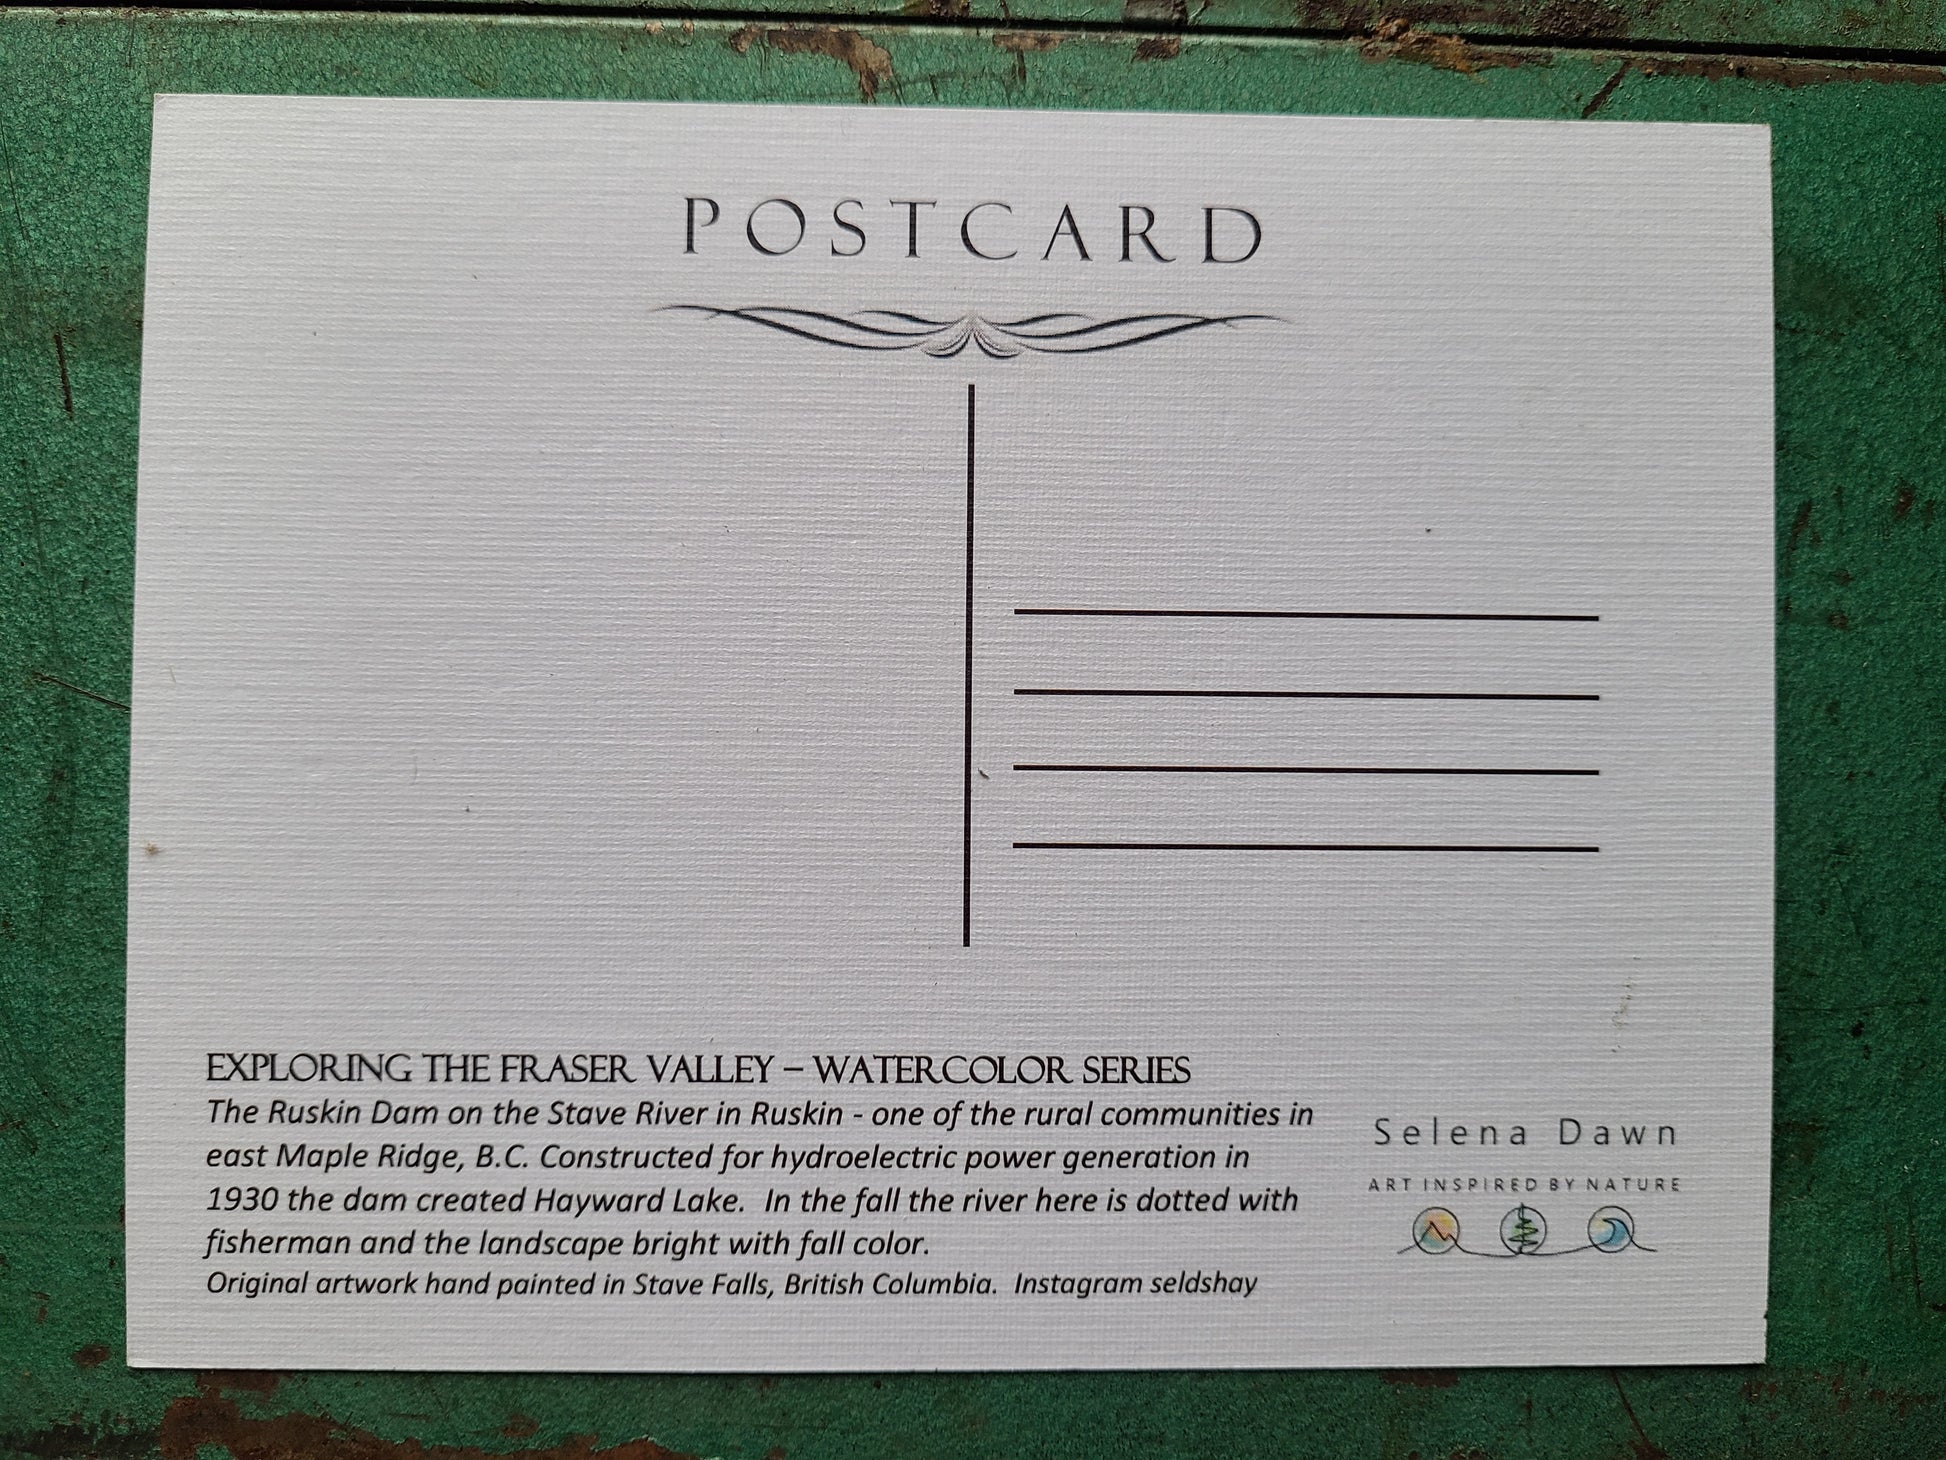 POSTCARD
EXPLORING THE FRASER VALLEY – WATERCOLOR SERIES
The Ruskin Dam on the Stave River in Ruskin - one of the rural communities in
east Maple Ridge, B.C. Constructed for hydroelectric power generation in
1930 the dam created Hayward Lake.  In the fall the river here is dotted with
fisherman and the landscape bright with fall color.
Original artwork hand painted in Stave Falls, British Columbia.  Instagram seldshay
Selena Dawn
ART INSPIRED BY NATURE